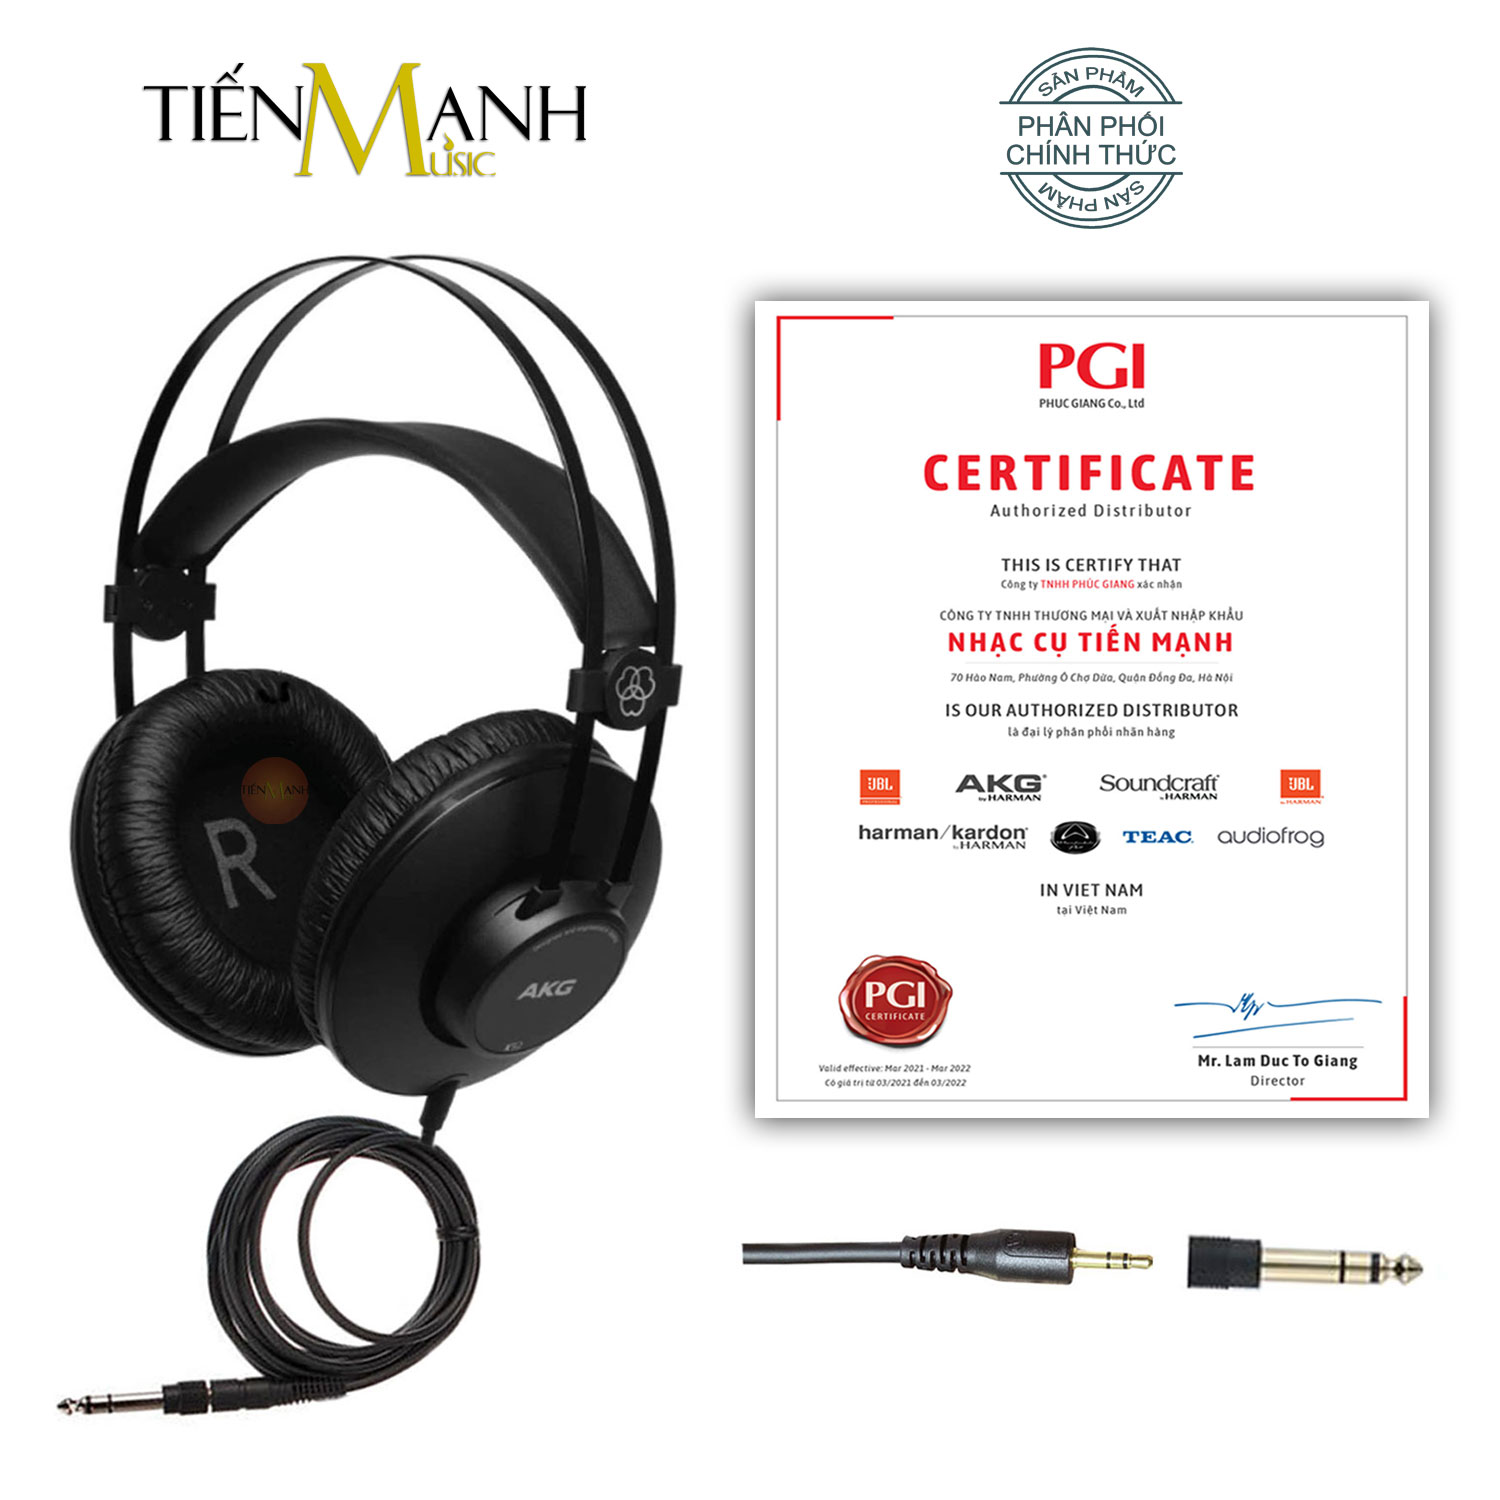 TIẾN MANH
MUSIC
SẢN PHẨM
PHÂN PHỐI
CHÍNH THỨC
SẢN PHẨM
PGI
PHUC GIANG Co., Ltd
CERTIFICATE
Authorized Distributor
THIS IS CERTIFY THAT
Công ty TNHH PHÚC GIANG xác nhận
CÔNG TY TNHH THƯƠNG MẠI VÀ XUẤT NHẬP KHẨU
NHẠC CỤ TIẾN MẠNH
70 Hào Nam, Phường Ô Chợ Dừa, Quận Đống Đa, Hà Nội
IS OUR AUTHORIZED DISTRIBUTOR
là đại lý phân phối nhãn hàng
JBL AKG Soundcraft JBL
PROFESSIONAL by HARMAN by HARMAN by HARMAN
harman/kardon TEAC audiofrog
by HARMAN
IN VIET NAM
tại Việt Nam
PGI
CERTIFICATE
Valid effective: Mar 2021 - Mar 2022
Có giá trị từ 03/2021 đến 03/2022
Mr. Lam Duc To Giang
Director
TIẾN MANH
R
AKG